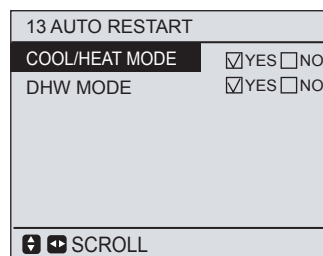 13 AUTO RESTART
COOL/HEAT MODE YES NO
DHW MODE YES NO
SCROLL